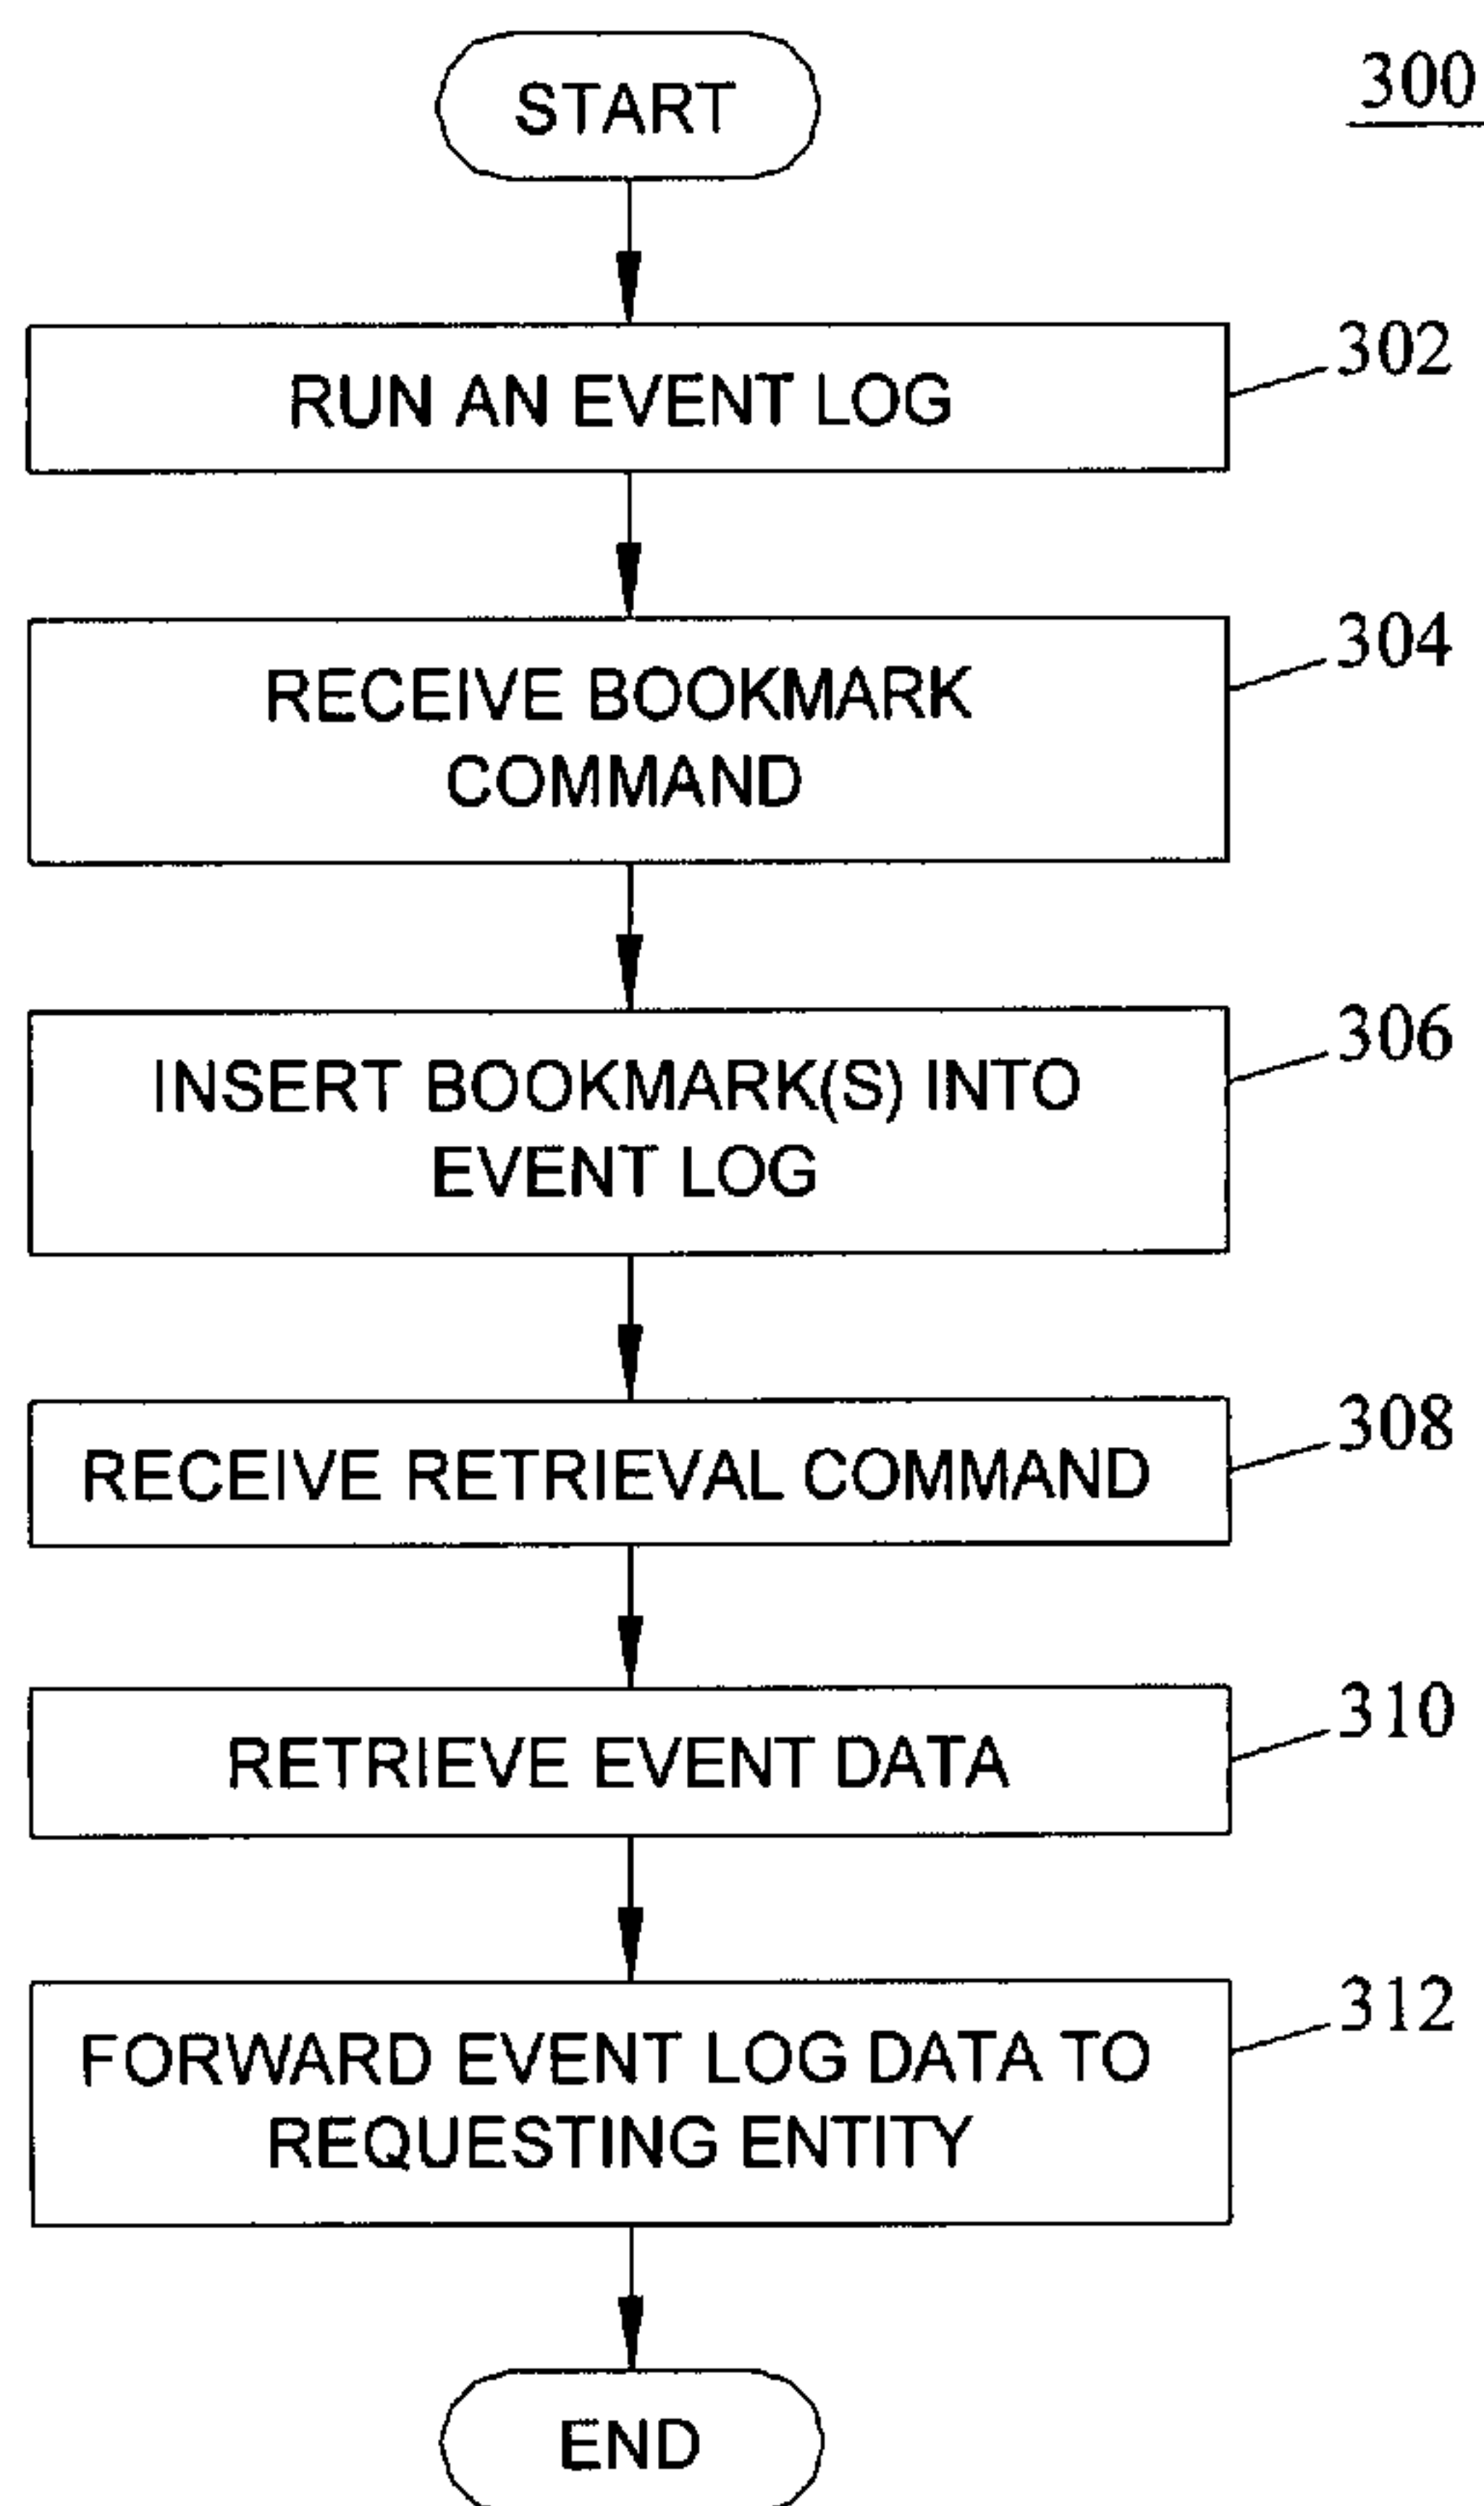 START
300
RUN AN EVENT LOG
302
RECEIVE BOOKMARK
COMMAND
304
INSERT BOOKMARK(S) INTO
EVENT LOG
306
RECEIVE RETRIEVAL COMMAND
308
RETRIEVE EVENT DATA
310
FORWARD EVENT LOG DATA TO
REQUESTING ENTITY
312
END